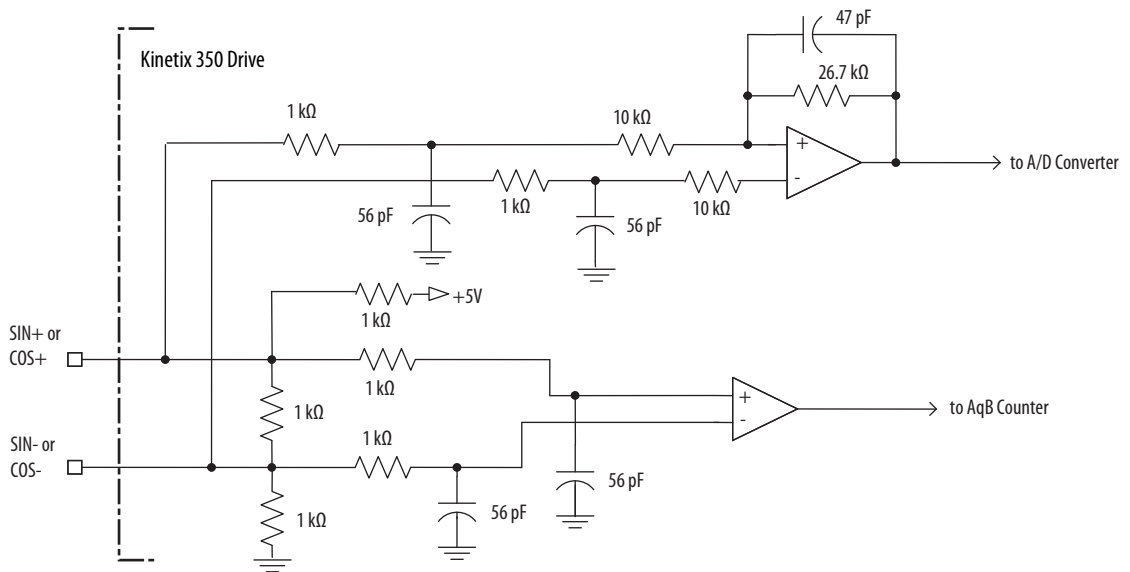 47 pF
Kinetix 350 Drive
26.7 kΩ
1 kΩ
10 kΩ
+
-
to A/D Converter
1 kΩ
10 kΩ
56 pF
56 pF
+5V
1 kΩ
SIN+ or
COS+
1 kΩ
+
-
to AqB Counter
1 kΩ
SIN- or
COS-
1 kΩ
56 pF
56 pF
1 kΩ